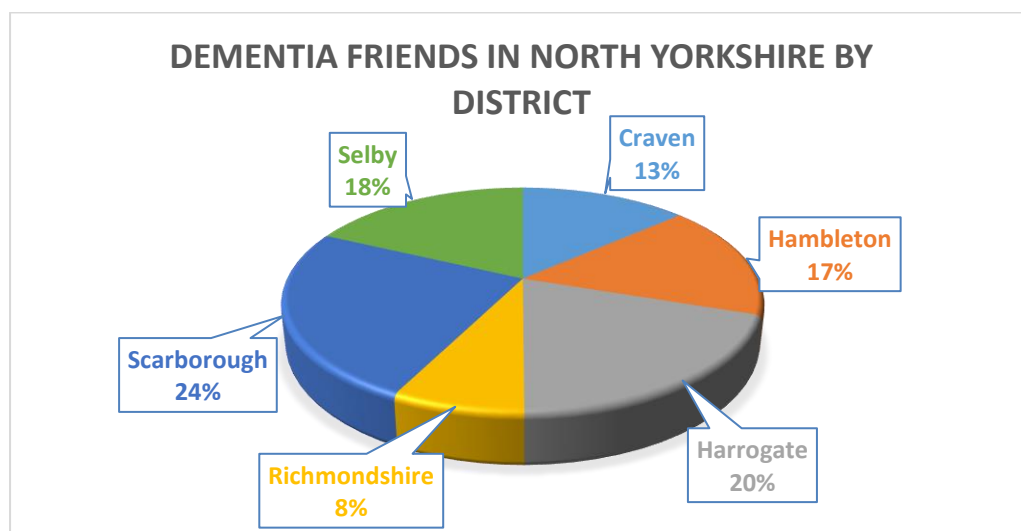 DEMENTIA FRIENDS IN NORTH YORKSHIRE BY
DISTRICT
Craven
13%
Hambleton
17%
Harrogate
20%
Richmondshire
8%
Scarborough
24%
Selby
18%